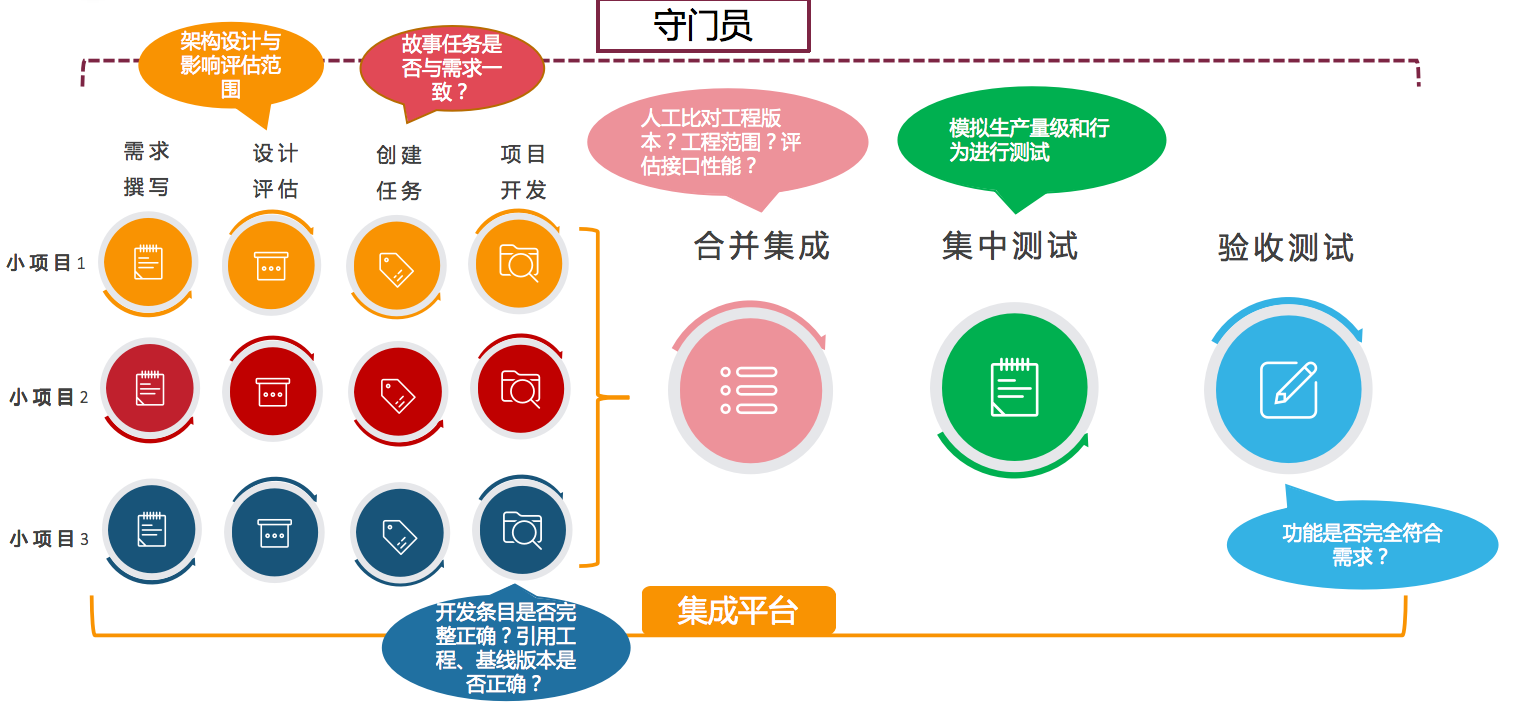 守门员
架构设计与
影响评估范
围
故事任务是
否与需求一
致？
人工比对工程版
本？工程范围？评
估接口性能？
模拟生产量级和行
为进行测试
需求
撰写
设计
评估
创建
任务
项目
开发
合并集成
集中测试
验收测试
小项目1
小项目2
小项目3
功能是否完全符合
需求？
集成平台
开发条目是否完
整正确？引用工
程、基线版本是
否正确？